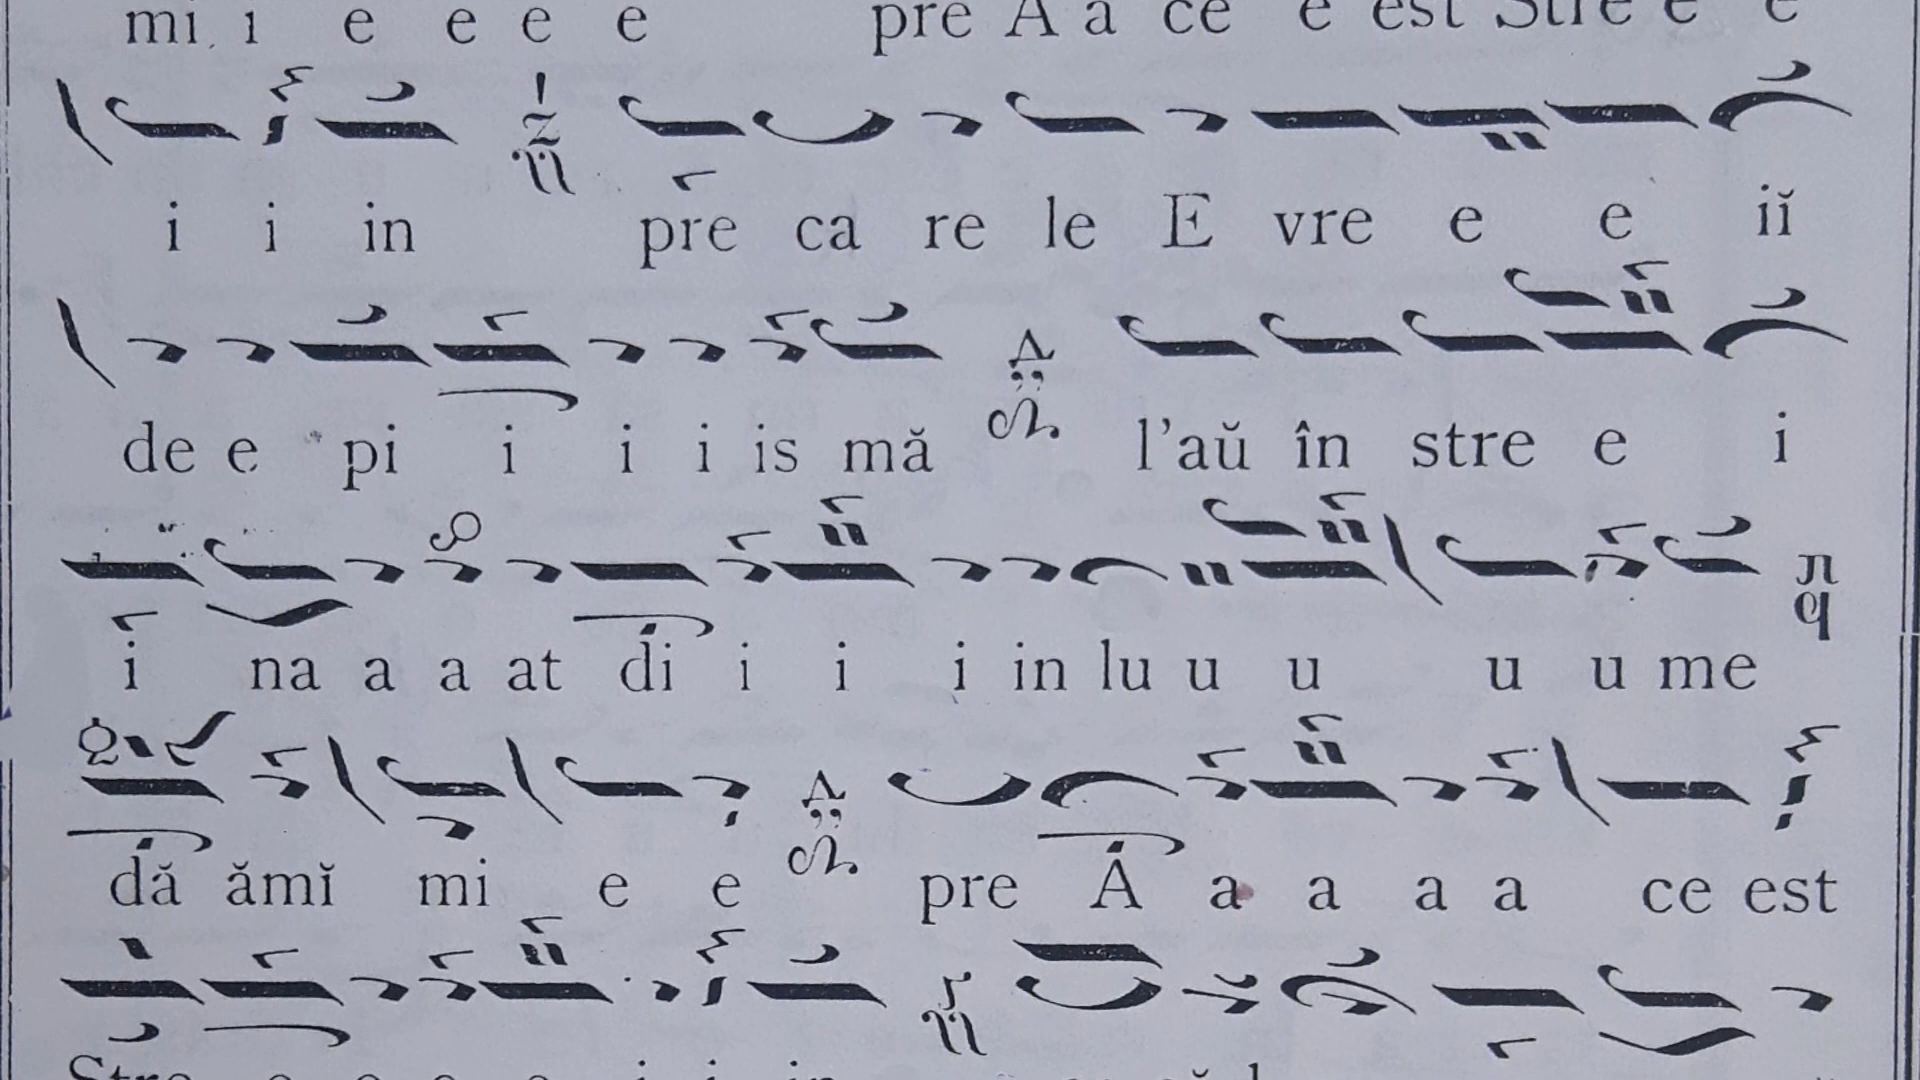 mi i e e e e pre A a ce e est Stre e e
i i in pre ca re le E vre e e iĭ
de e pi i i i is mă l’aŭ în stre e i
i na a a at di i i i in lu u u u u me
dă ămĭ mi e e pre A a a a a ce est